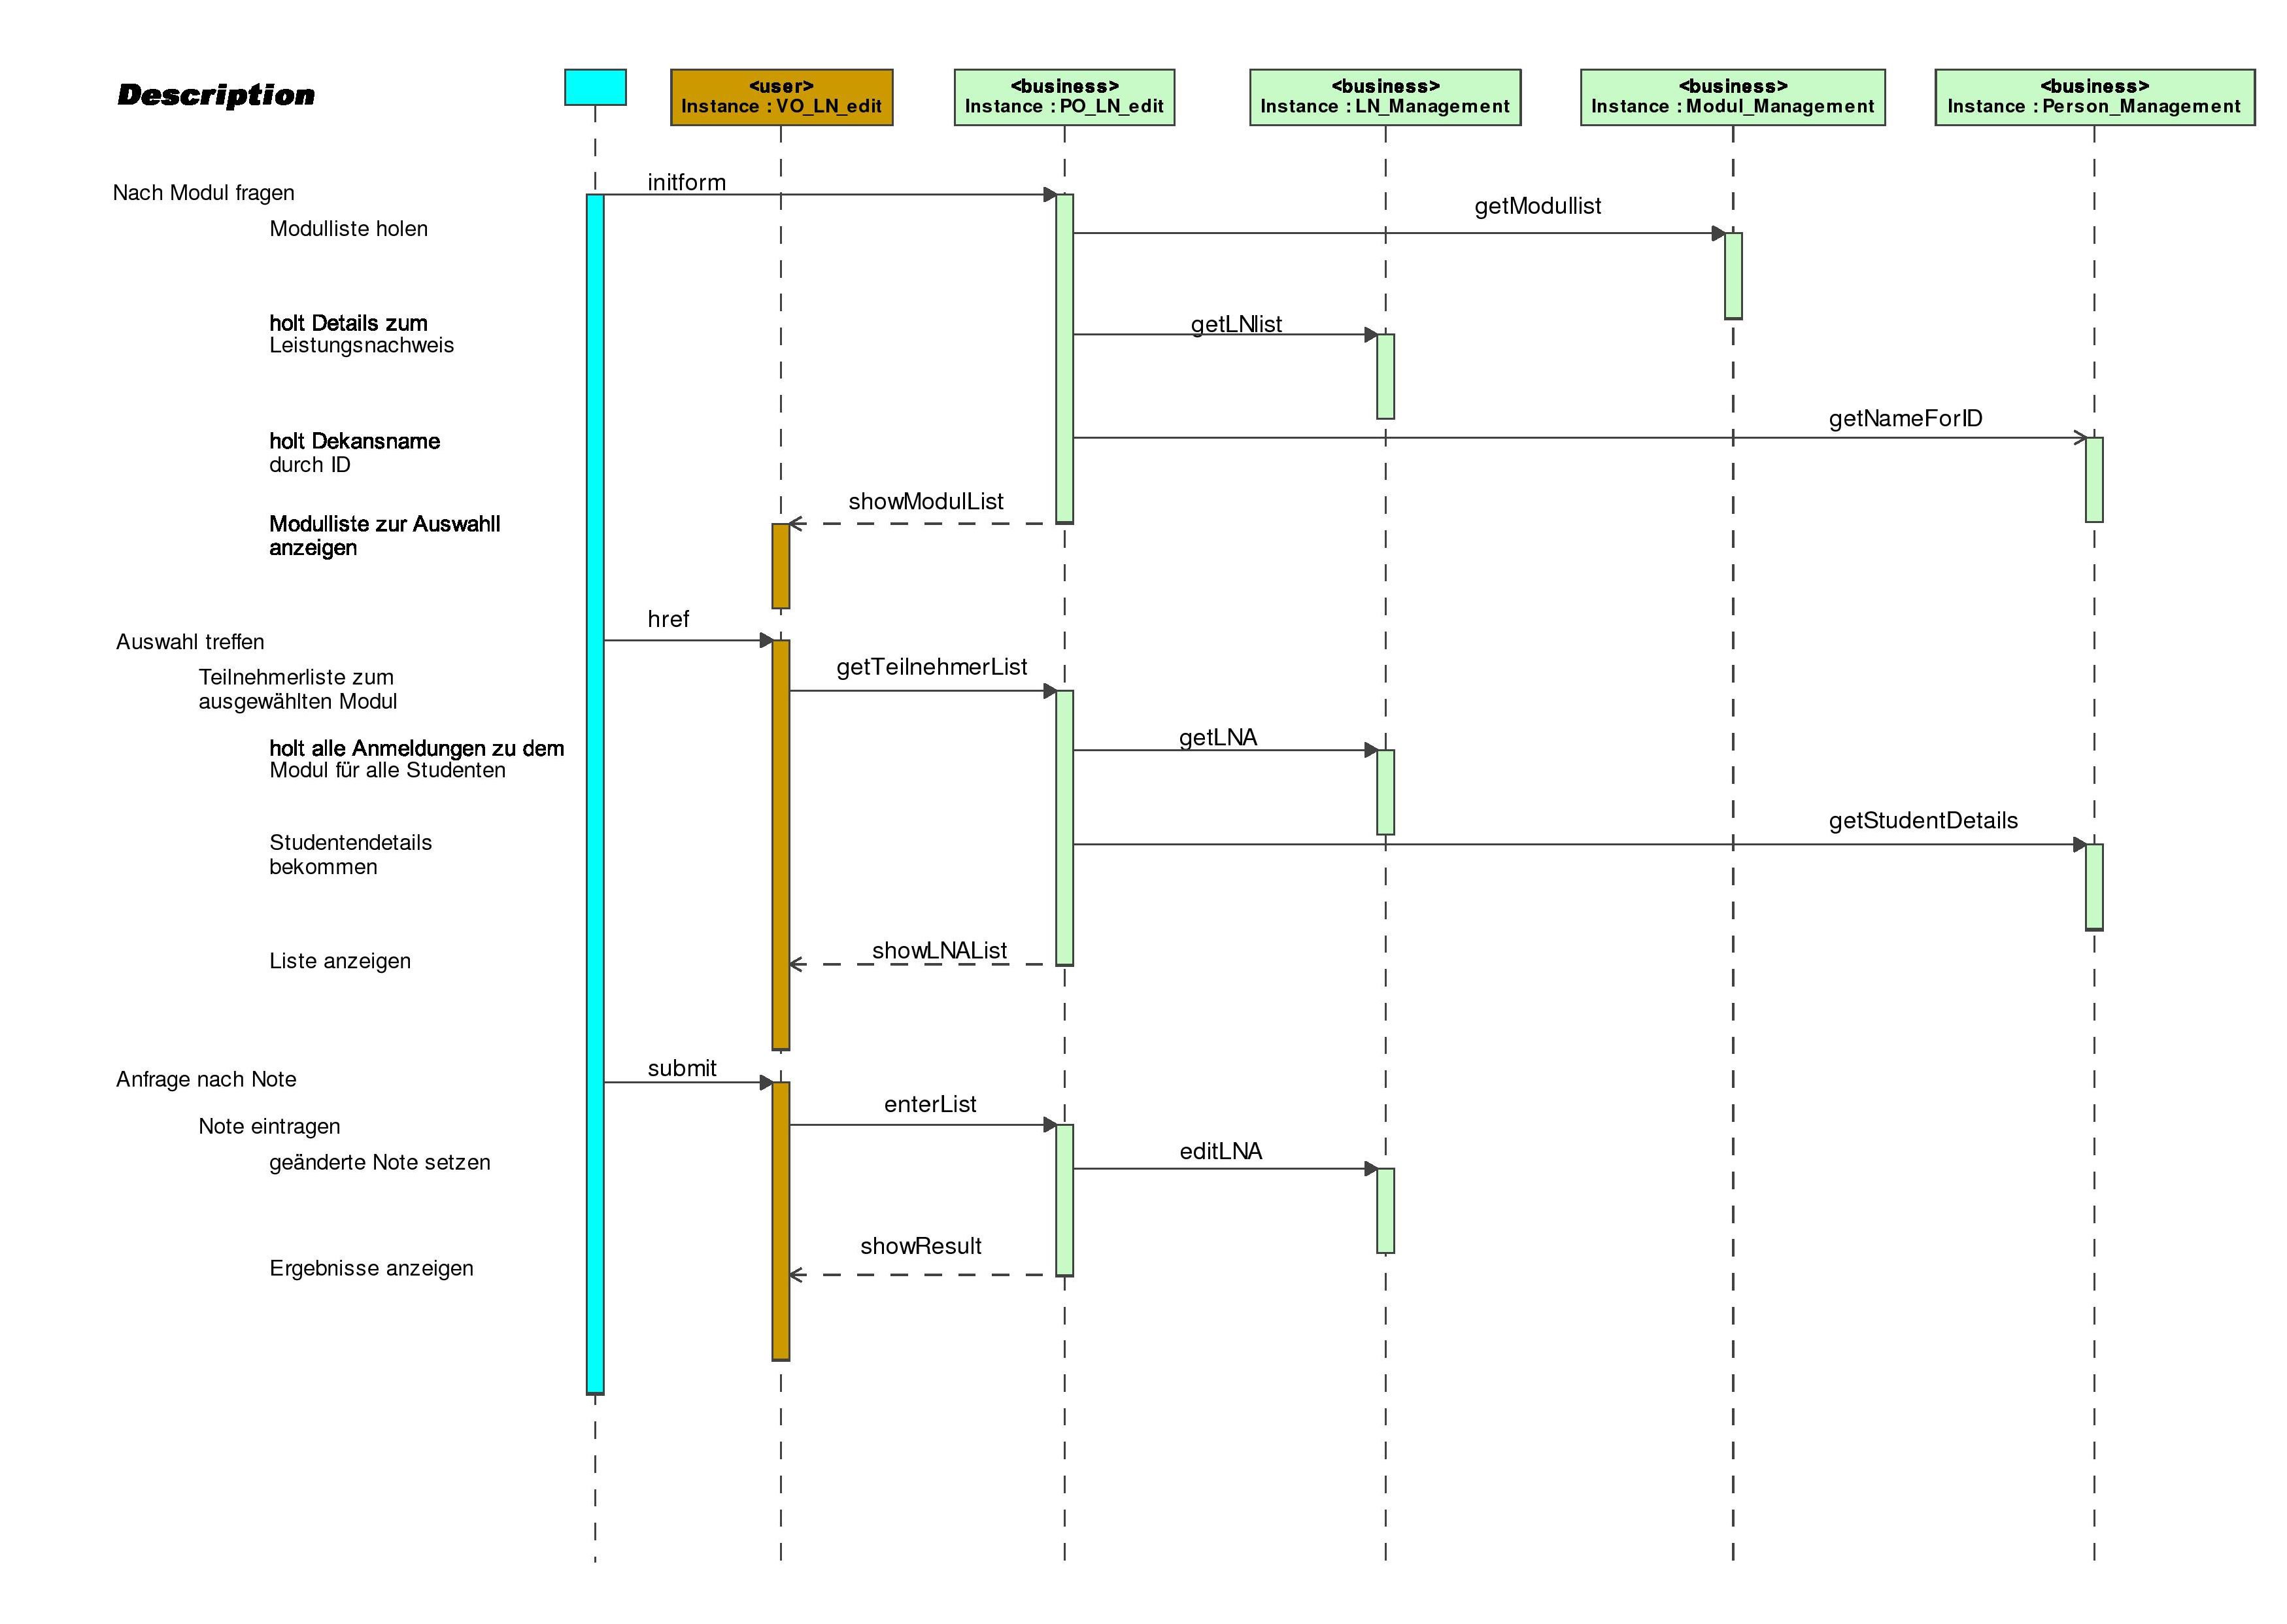 Description
<user>
Instance : VO_LN_edit
<business>
Instance : PO_LN_edit
<business>
Instance : LN_Management
<business>
Instance : Modul_Management
<business>
Instance : Person_Management
Nach Modul fragen
initform
Modulliste holen
getModullist
holt Details zum
Leistungsnachweis
getLNlist
holt Dekansname
durch ID
getNameForID
Modulliste zur Auswahll
anzeigen
showModulList
Auswahl treffen
href
Teilnehmerliste zum
ausgewählten Modul
getTeilnehmerList
holt alle Anmeldungen zu dem
Modul für alle Studenten
getLNA
Studentendetails
bekommen
getStudentDetails
Liste anzeigen
showLNAList
Anfrage nach Note
submit
Note eintragen
enterList
geänderte Note setzen
editLNA
Ergebnisse anzeigen
showResult